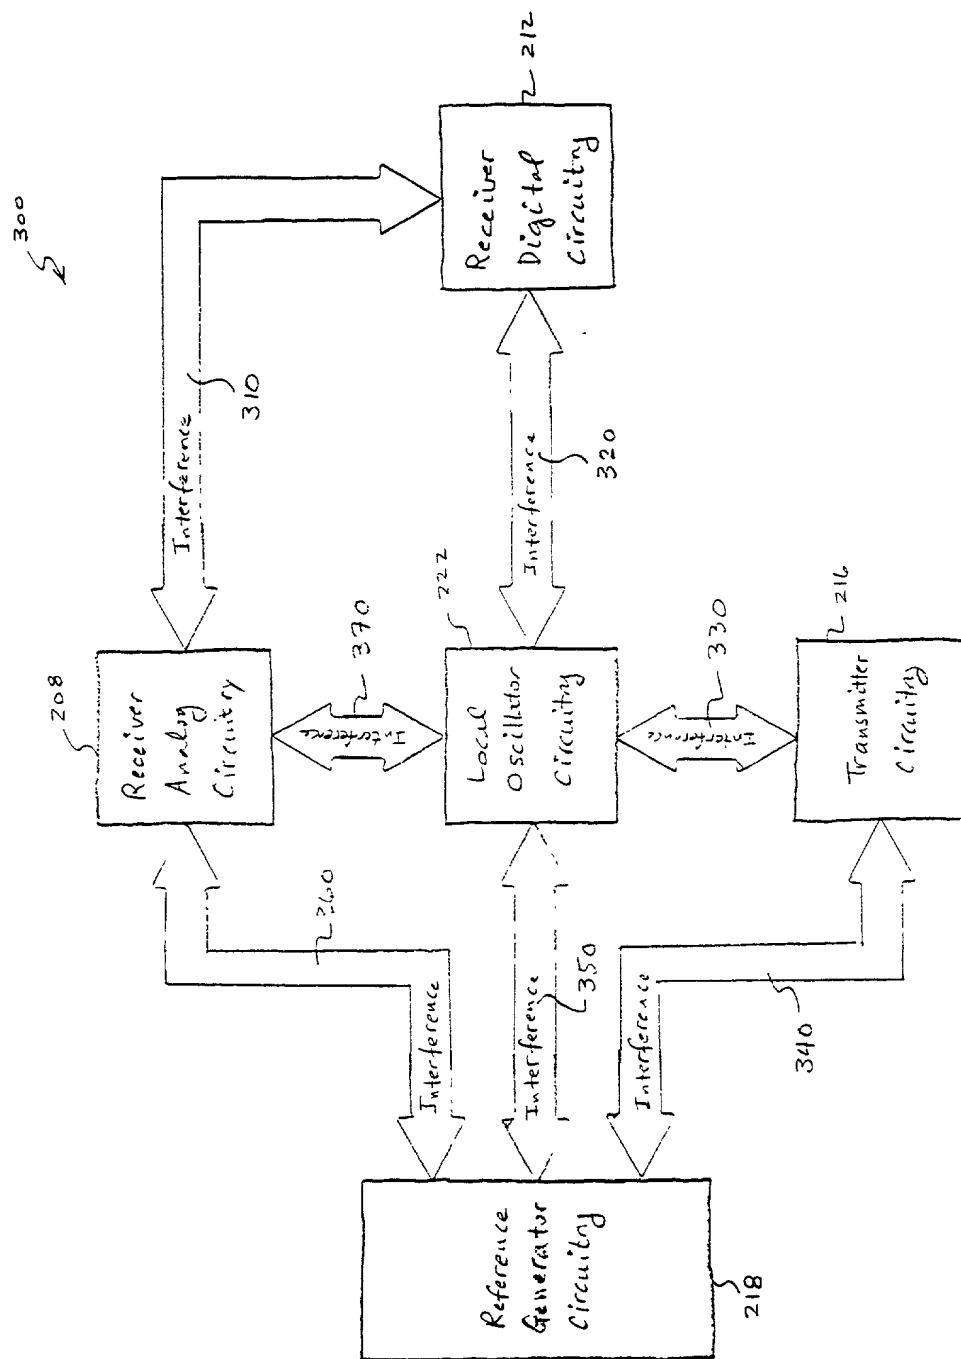 300
208
Receiver
Analog
Circuitry
Interference
310
360
Interference
370
Interference
212
Receiver
Digital
Circuitry
222
Local
Oscillator
Circuitry
Interference
320
Reference
Generator
Circuitry
218
Interference
350
Interference
330
Interference
340
216
Transmitter
Circuitry